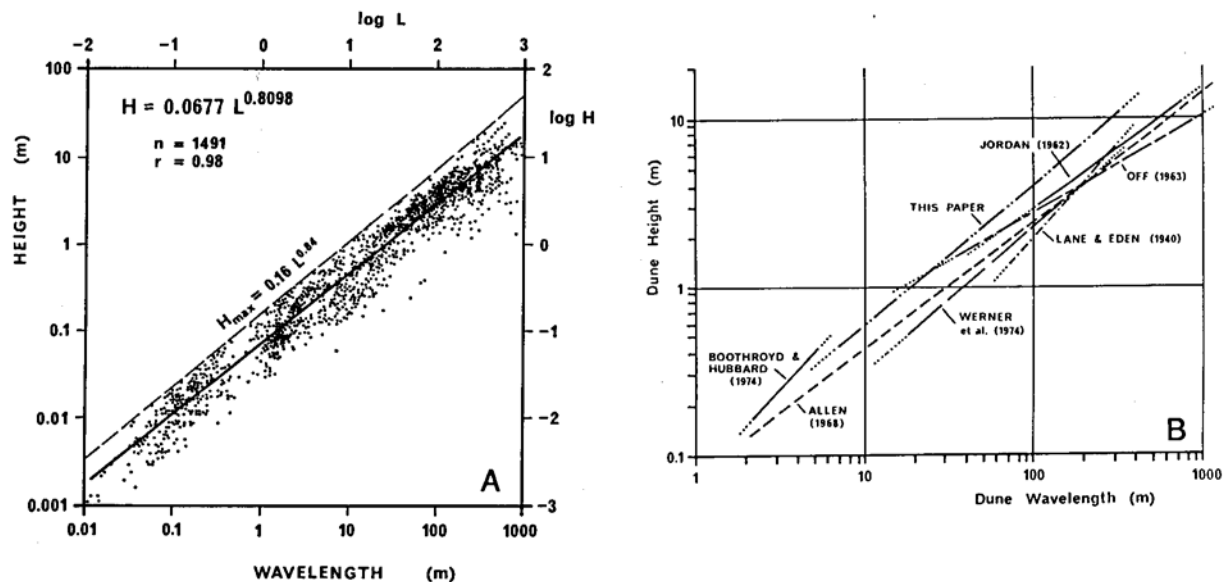 log L
-2 -1 0 1 2 3
100
10
1
0.1
0.01
0.001
HEIGHT (m)
H = 0.0677 L^0.8098
n = 1491
r = 0.98
H_max = 0.16 L^0.84
A
2
log H
1
0
-1
-2
-3
0.01 0.1 1 10 100 1000
WAVELENGTH (m)
10
1
0.1
Dune Height (m)
JORDAN (1962)
OFF (1963)
THIS PAPER
LANE & EDEN (1940)
WERNER
et al. (1974)
BOOTHROYD &
HUBBARD
(1974)
ALLEN
(1968)
B
1 10 100 1000
Dune Wavelength (m)